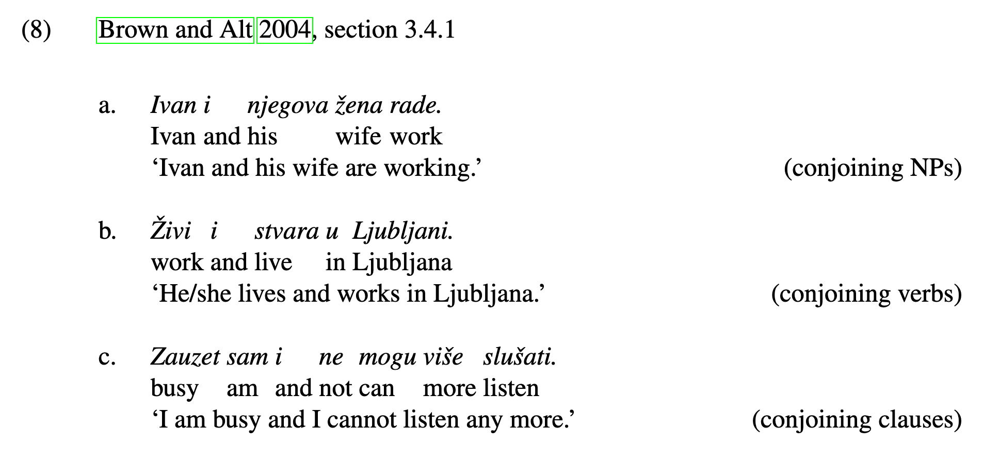 (8) Brown and Alt 2004, section 3.4.1
a. Ivan i njegova žena rade.
Ivan and his wife work
‘Ivan and his wife are working.’ (conjoining NPs)
b. Živi i stvara u Ljubljani.
work and live in Ljubljana
‘He/she lives and works in Ljubljana.’ (conjoining verbs)
c. Zauzet sam i ne mogu više slušati.
busy am and not can more listen
‘I am busy and I cannot listen any more.’ (conjoining clauses)